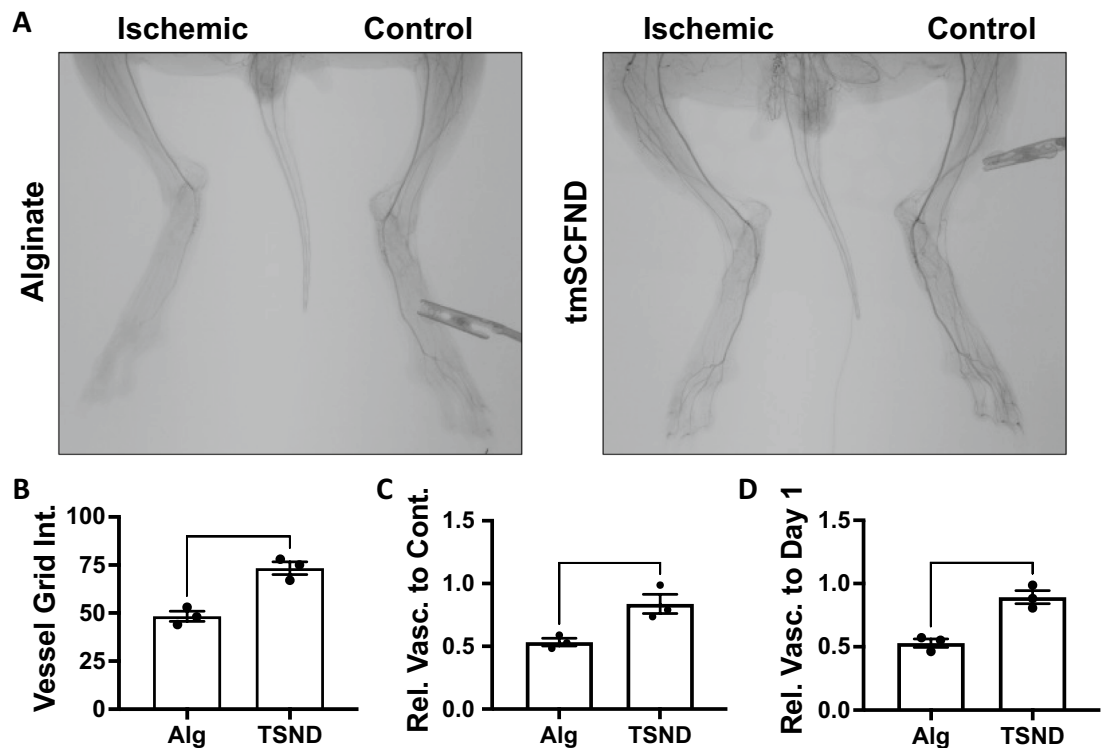 A
Ischemic Control
Ischemic Control
Alginate
tmSCFND
B
Vessel Grid Int.
100
75
50
25
0
Alg TSND
C
Rel. Vasc. to Cont.
1.5
1.0
0.5
0.0
Alg TSND
D
Rel. Vasc. to Day 1
1.5
1.0
0.5
0.0
Alg TSND